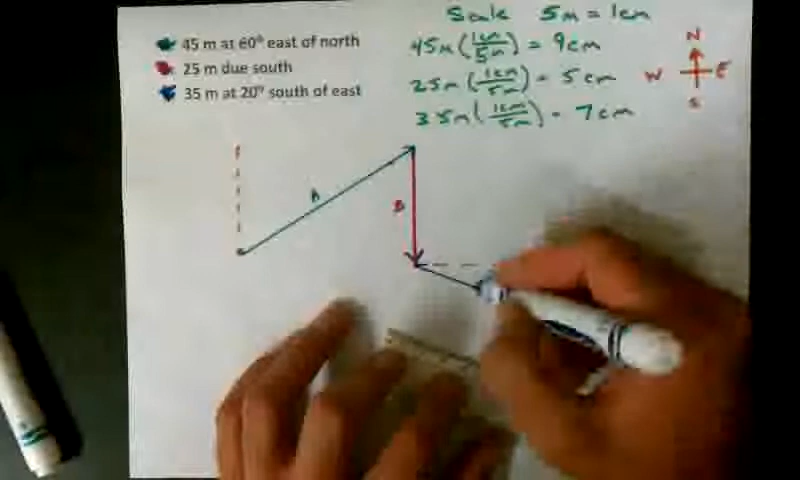 Scale 5m = 1cm
45 m at 60° east of north
25 m due south
35 m at 20° south of east
45m (1cm/5m) = 9cm
25m (1cm/5m) = 5cm
35m (1cm/5m) = 7cm
N
W E
S
A
B